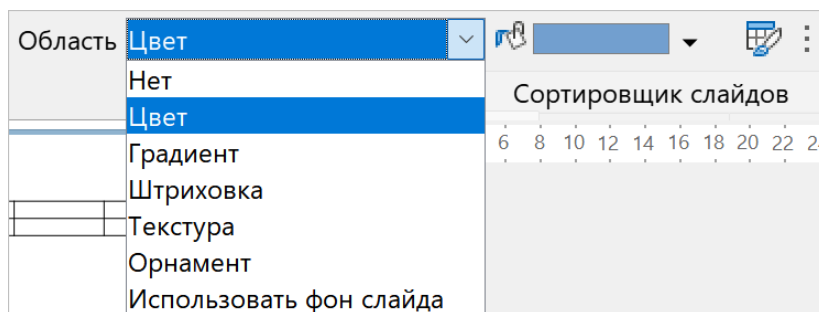 Область Цвет
Нет
Цвет
Градиент
Штриховка
Текстура
Орнамент
Использовать фон слайда
Сортировщик слайдов
6 8 10 12 14 16 18 20 22